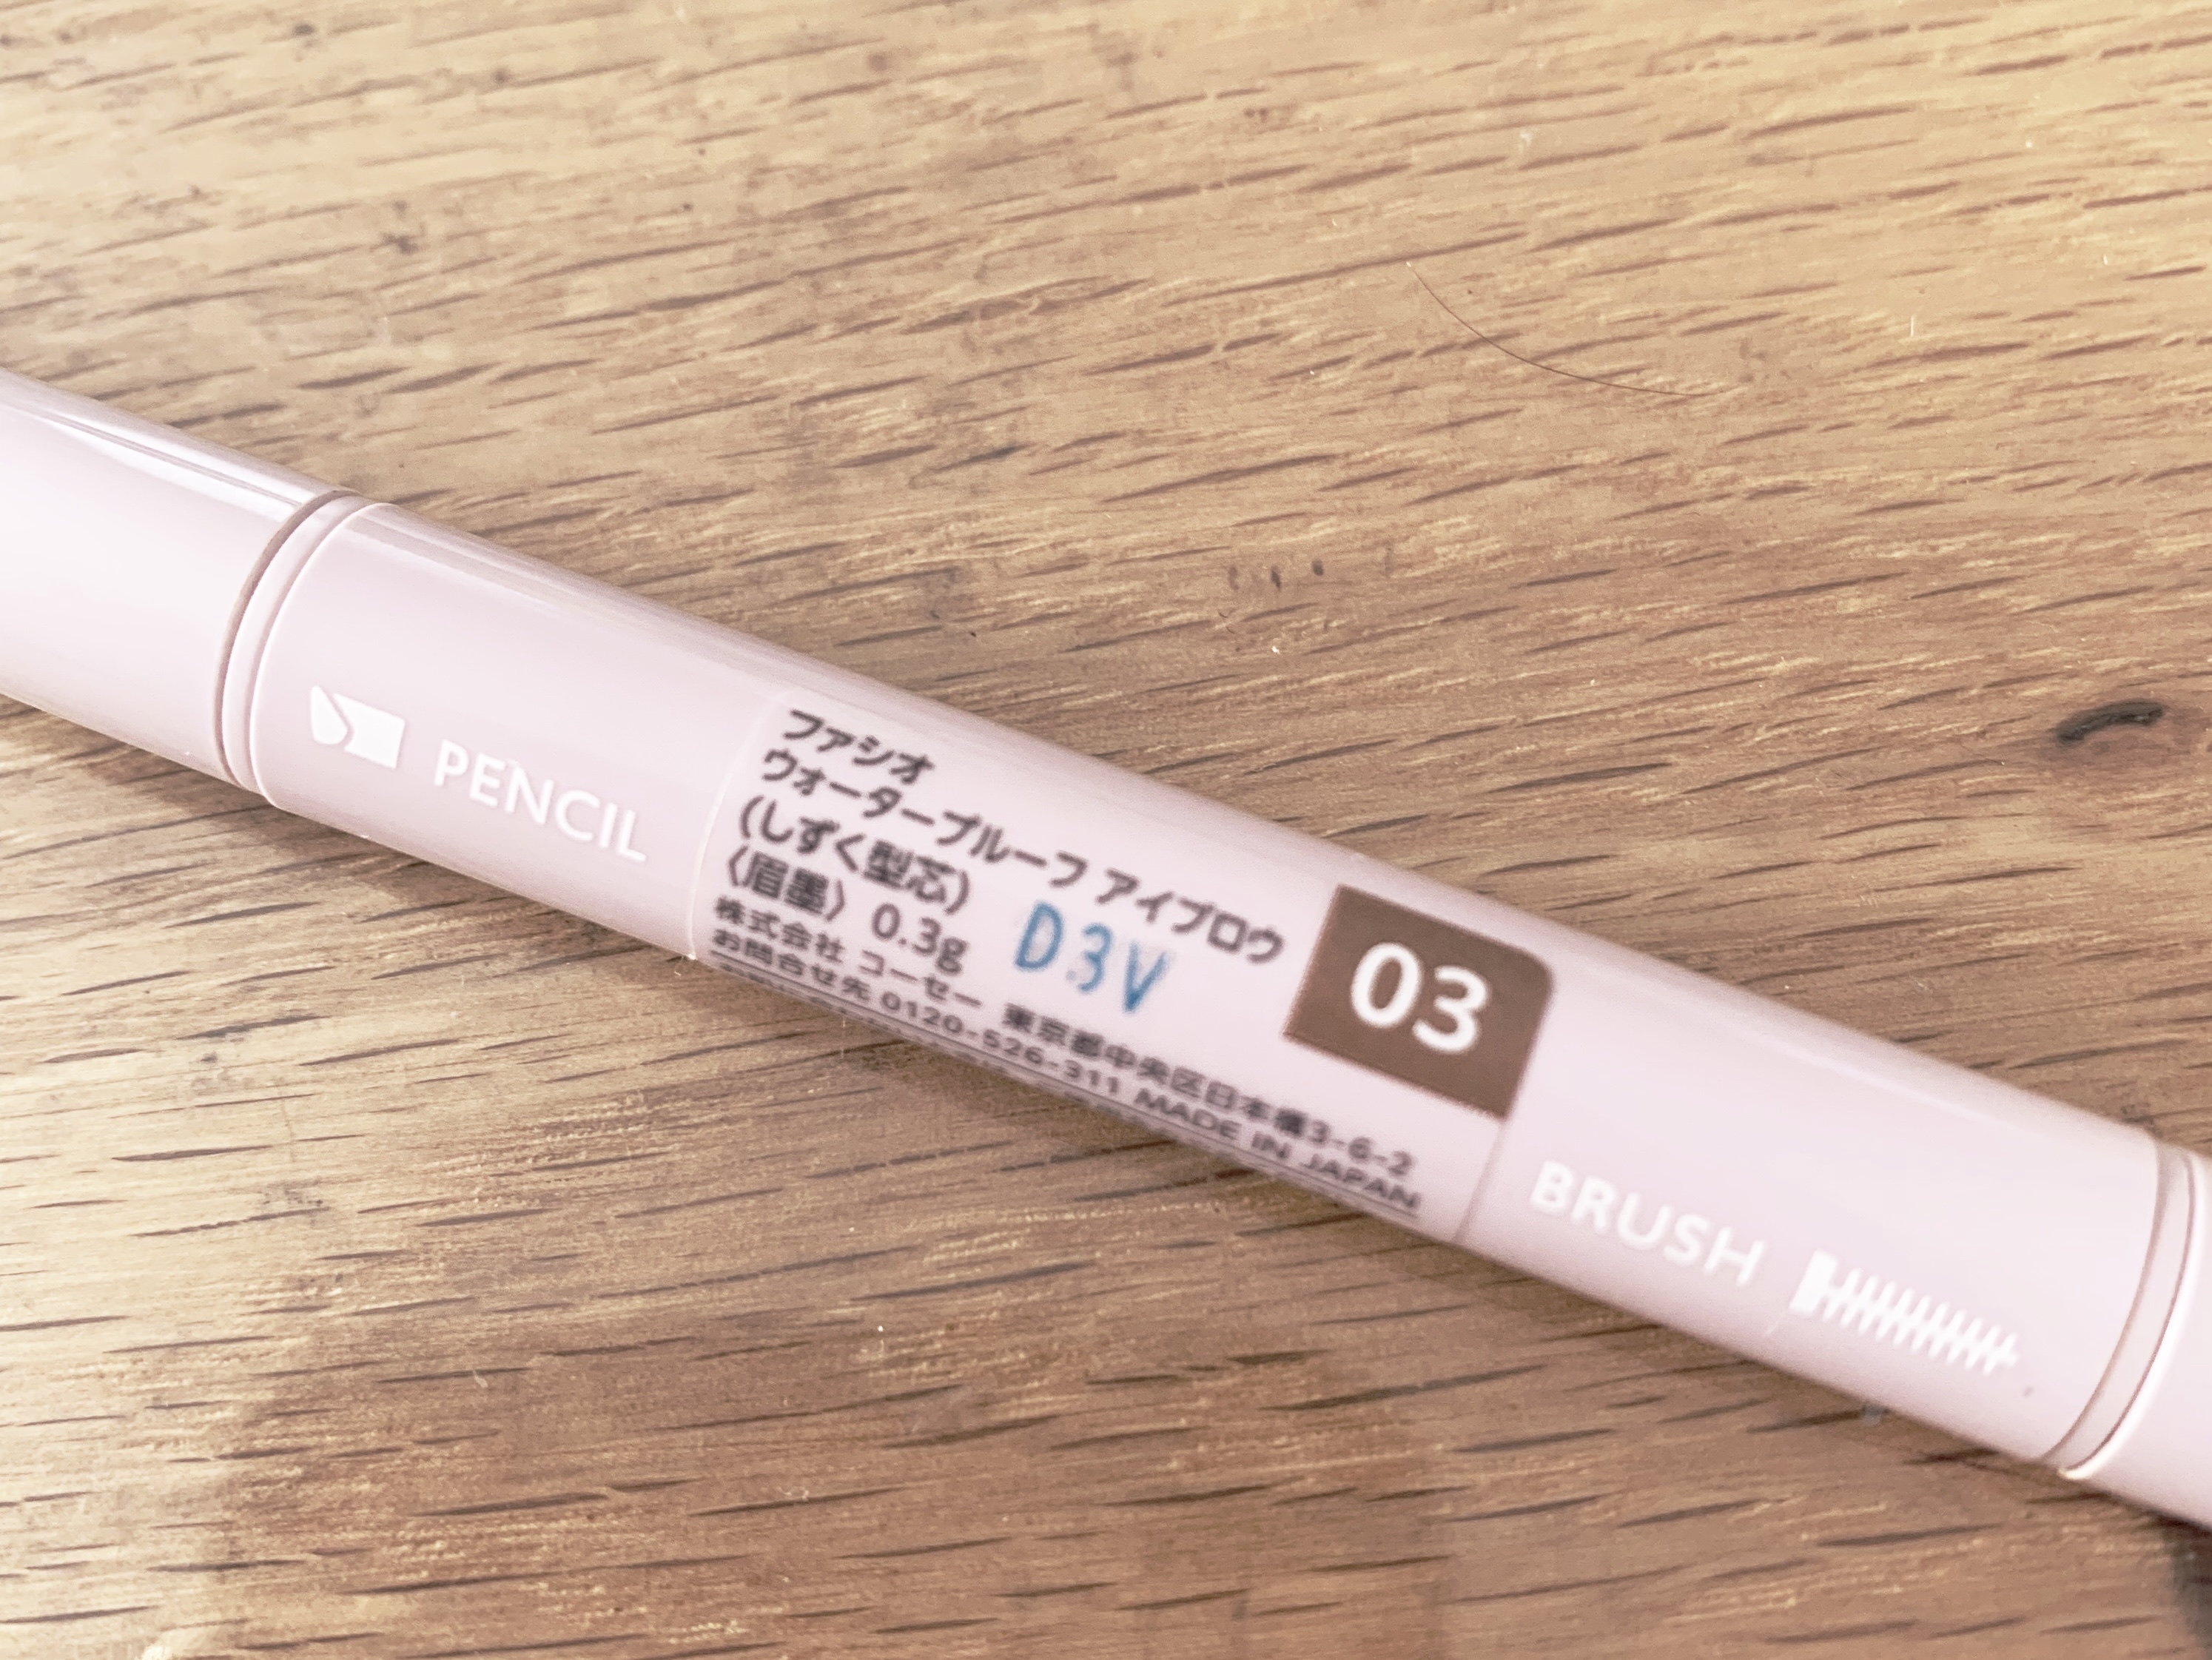 PENCIL
ファシオ
ウォータープルーフ アイブロウ
(しずく型芯)
〈眉墨〉 0.3g
D3V
03
株式会社 コーセー 東京都中央区日本橋3-6-2
お問合せ先 0120-526-311 MADE IN JAPAN
BRUSH